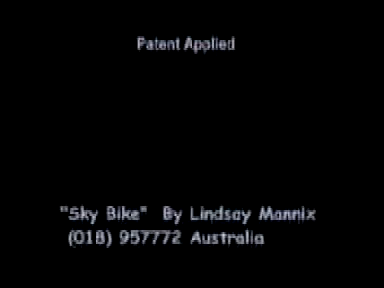 Patent Applied
"Sky Bike" By Lindsay Mannix
(018) 957772 Australia